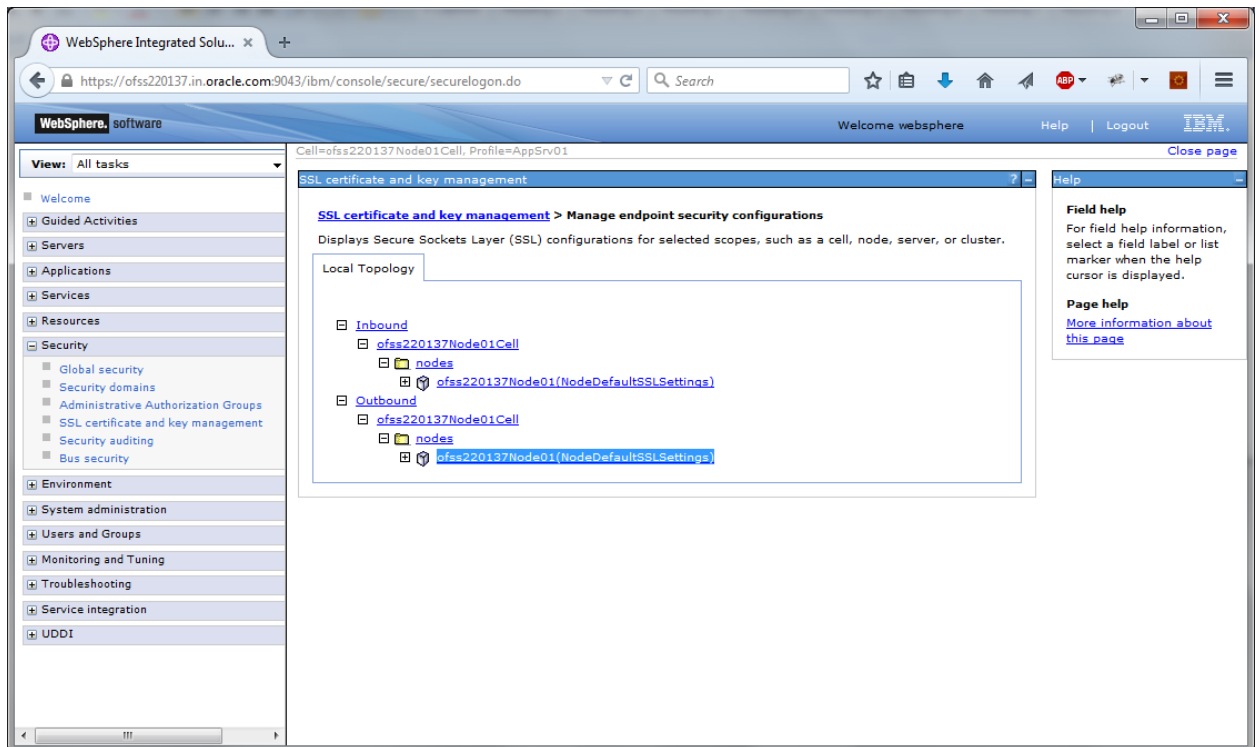 WebSphere Integrated Solu...
https://ofss220137.in.oracle.com:9043/ibm/console/secure/securelogon.do
Search
ABP
WebSphere. software
Welcome websphere
Help | Logout
IBM.
View: All tasks
Cell=ofss220137Node01Cell, Profile=AppSrv01
Close page
Welcome
Guided Activities
Servers
Applications
Services
Resources
Security
Global security
Security domains
Administrative Authorization Groups
SSL certificate and key management
Security auditing
Bus security
Environment
System administration
Users and Groups
Monitoring and Tuning
Troubleshooting
Service integration
UDDI
SSL certificate and key management
SSL certificate and key management > Manage endpoint security configurations
Displays Secure Sockets Layer (SSL) configurations for selected scopes, such as a cell, node, server, or cluster.
Local Topology
Inbound
ofss220137Node01Cell
nodes
ofss220137Node01(NodeDefaultSSLSettings)
Outbound
ofss220137Node01Cell
nodes
ofss220137Node01(NodeDefaultSSLSettings)
Help
Field help
For field help information,
select a field label or list
marker when the help
cursor is displayed.
Page help
More information about
this page